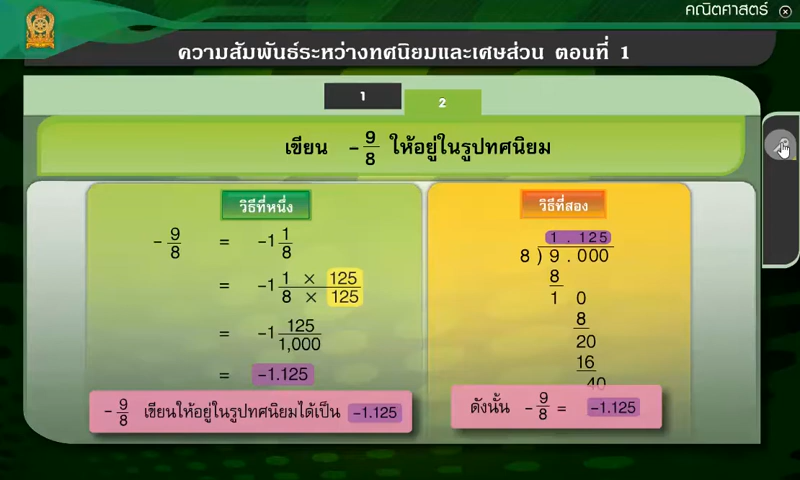 คณิตศาสตร์
ความสัมพันธ์ระหว่างทศนิยมและเศษส่วน ตอนที่ 1
1
2
เขียน -9/8 ให้อยู่ในรูปทศนิยม
วิธีที่หนึ่ง
-9/8 = -1 1/8
= -1 1 × 125 / 8 × 125
= -1 125/1,000
= -1.125
-9/8 เขียนให้อยู่ในรูปทศนิยมได้เป็น -1.125
วิธีที่สอง
1 . 125
8 ) 9 . 000
8
1 0
8
20
16
40
ดังนั้น -9/8 = -1.125